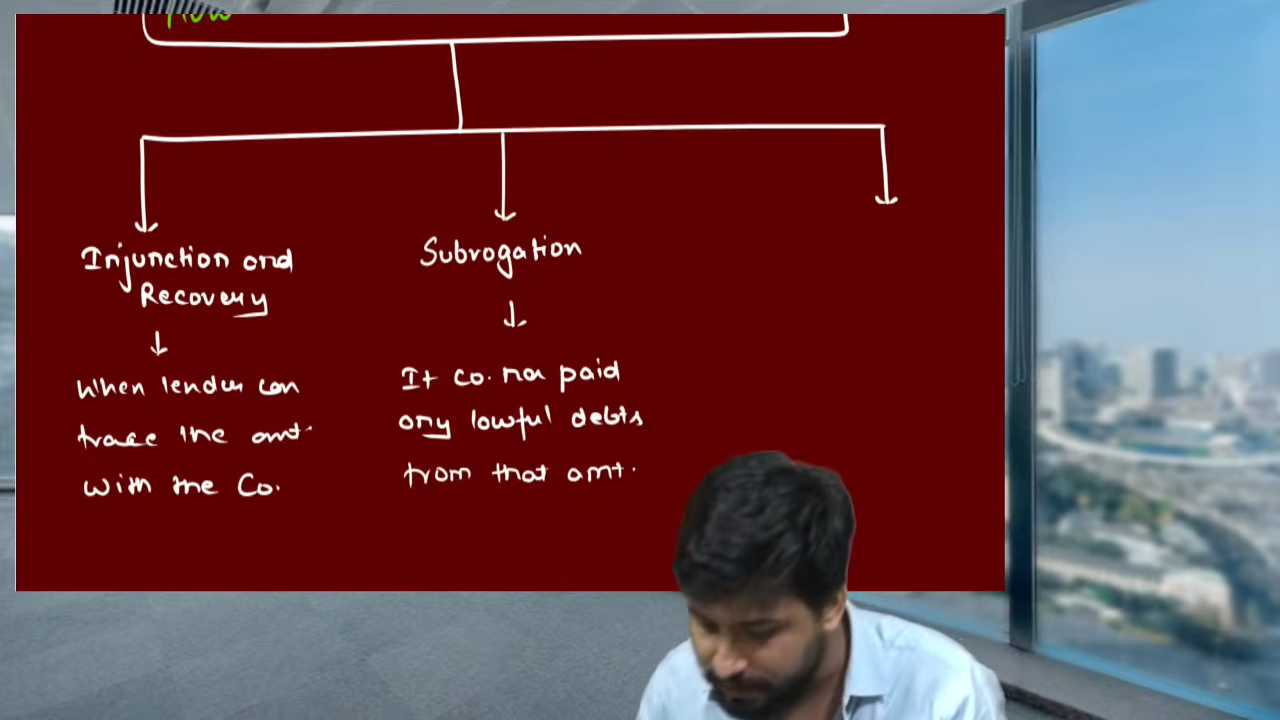 How
Injunction and
Recovery
When lender can
trace the amt.
with the Co.
Subrogation
If Co. has paid
any lawful debts
from that amt.